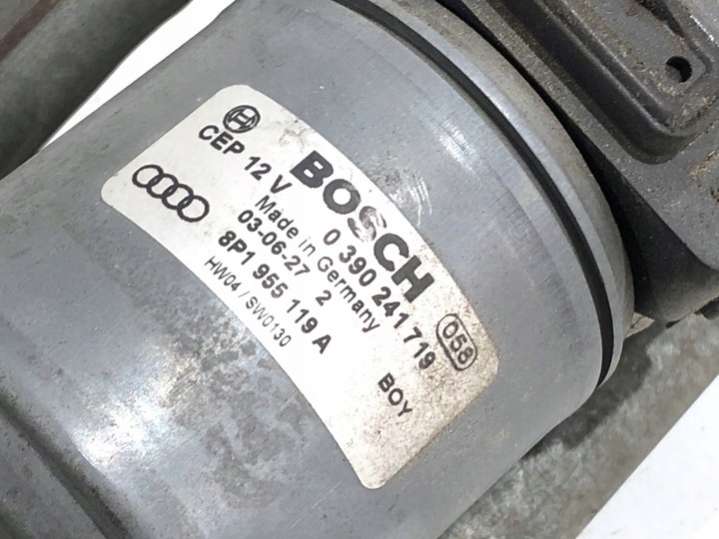 BOSCH
CEP 12 V 0 390 241 719
Made in Germany
03-06-27 2
8P1 955 119 A
HW04 / SW0130
058
BOY